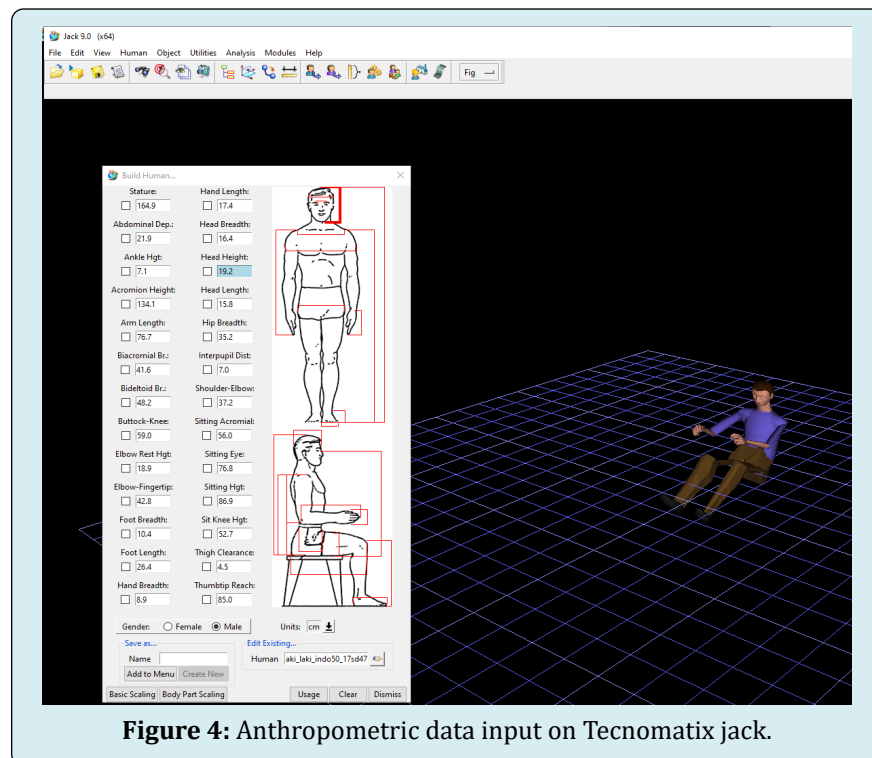 Jack 9.0 (x64)
File Edit View Human Object Utilities Analysis Modules Help
Fig
Build Human...
Stature: Hand Length:
164.9 17.4
Abdominal Dep.: Head Breadth:
21.9 16.4
Ankle Hgt: Head Height:
7.1 19.2
Acromion Height: Head Length:
134.1 15.8
Arm Length: Hip Breadth:
76.7 35.2
Biacromial Br.: Interpupil Dist:
41.6 7.0
Bideltoid Br.: Shoulder-Elbow:
48.2 37.2
Buttock-Knee: Sitting Acromial:
59.0 56.0
Elbow Rest Hgt: Sitting Eye:
18.9 76.8
Elbow-Fingertip: Sitting Hgt:
42.8 86.9
Foot Breadth: Sit Knee Hgt:
10.4 52.7
Foot Length: Thigh Clearance:
26.4 4.5
Hand Breadth: Thumbtip Reach:
8.9 85.0
Gender: Female Male Units: cm
Save as... Edit Existing...
Name Human aki_laki_indo50_17sd47
Add to Menu Create New
Basic Scaling Body Part Scaling Usage Clear Dismiss
Figure 4: Anthropometric data input on Tecnomatix jack.